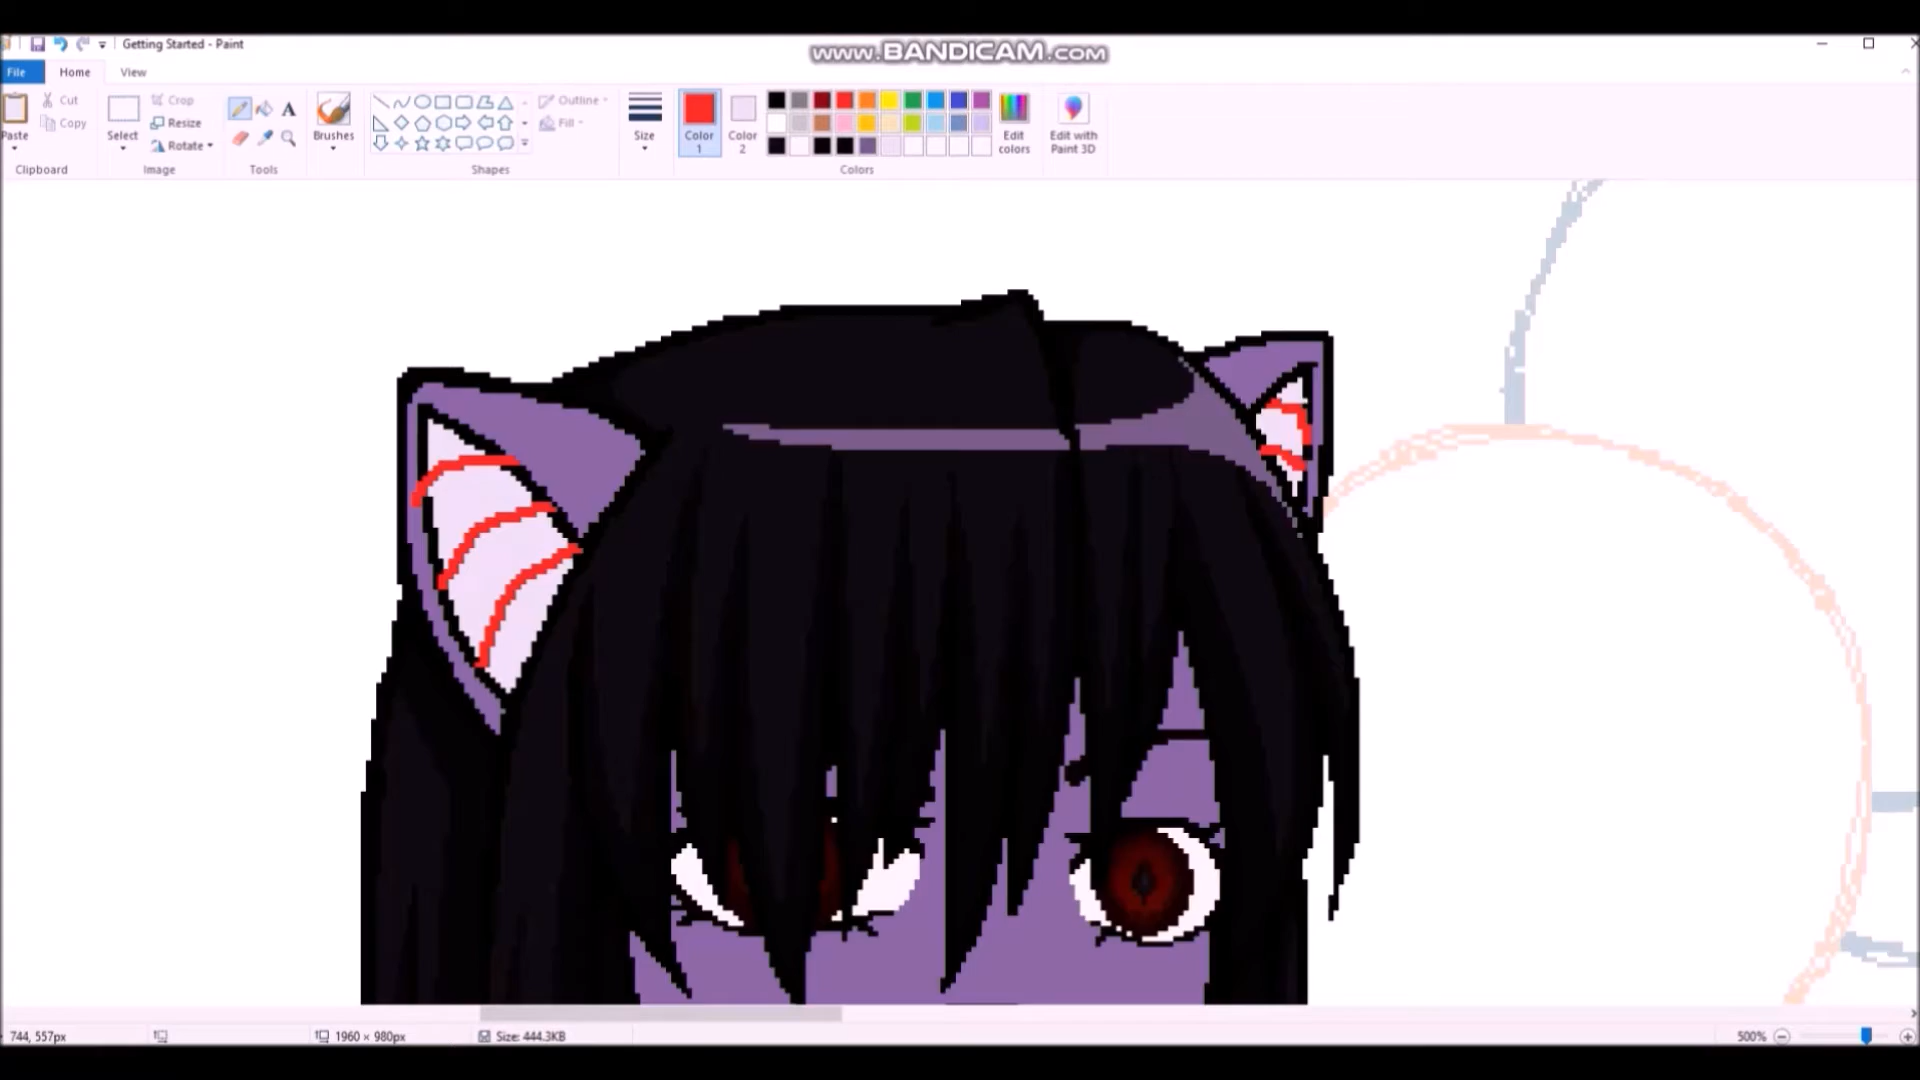 Getting Started - Paint
www.BANDICAM.com
File
Home
View
Paste
Cut
Copy
Clipboard
Select
Crop
Resize
Rotate
Image
A
Tools
Brushes
Outline
Fill
Shapes
Size
Color
1
Color
2
Edit
colors
Colors
Edit with
Paint 3D
744, 557px
1960 × 980px
Size: 444.3KB
500%